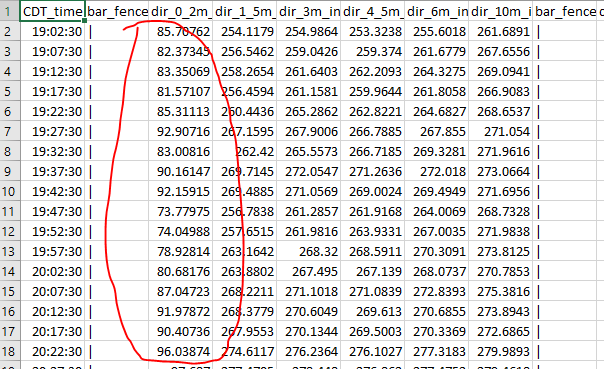 CDT_time bar_fence dir_0_2m_ dir_1_5m_ dir_3m_in dir_4_5m_ dir_6m_in dir_10m_i bar_fence
2 19:02:30 | 85.76762 254.1179 254.9864 253.3238 255.6018 261.6891 |
3 19:07:30 | 82.37345 256.5462 259.0426 259.374 261.6779 267.6556 |
4 19:12:30 | 83.35069 258.2654 261.6403 262.2093 264.3275 269.0941 |
5 19:17:30 | 81.57107 256.4594 261.1581 259.9644 261.8058 266.9083 |
6 19:22:30 | 85.31113 260.4436 265.2862 262.8221 264.6827 268.6537 |
7 19:27:30 | 92.90716 267.1595 267.9006 266.7885 267.855 271.054 |
8 19:32:30 | 83.00816 262.42 265.5573 266.7185 269.3281 271.9616 |
9 19:37:30 | 90.16147 269.7145 272.0547 271.2636 272.018 273.0664 |
10 19:42:30 | 92.15915 269.4885 271.0569 269.0024 269.4949 271.6956 |
11 19:47:30 | 73.77975 256.7838 261.2857 261.9168 264.0069 268.7328 |
12 19:52:30 | 74.04988 257.6515 261.9816 263.9331 267.0035 271.9838 |
13 19:57:30 | 78.92814 263.1642 268.32 268.5911 270.3091 273.8125 |
14 20:02:30 | 80.68176 263.8802 267.495 267.139 268.0737 270.7853 |
15 20:07:30 | 87.04723 268.2211 271.1018 271.0839 272.8393 275.3816 |
16 20:12:30 | 91.97872 268.3779 270.6049 269.613 270.6855 273.8943 |
17 20:17:30 | 90.40736 267.9553 270.1344 269.5003 270.3369 272.6865 |
18 20:22:30 | 96.03874 274.6117 276.2364 276.1027 277.3183 279.9893 |